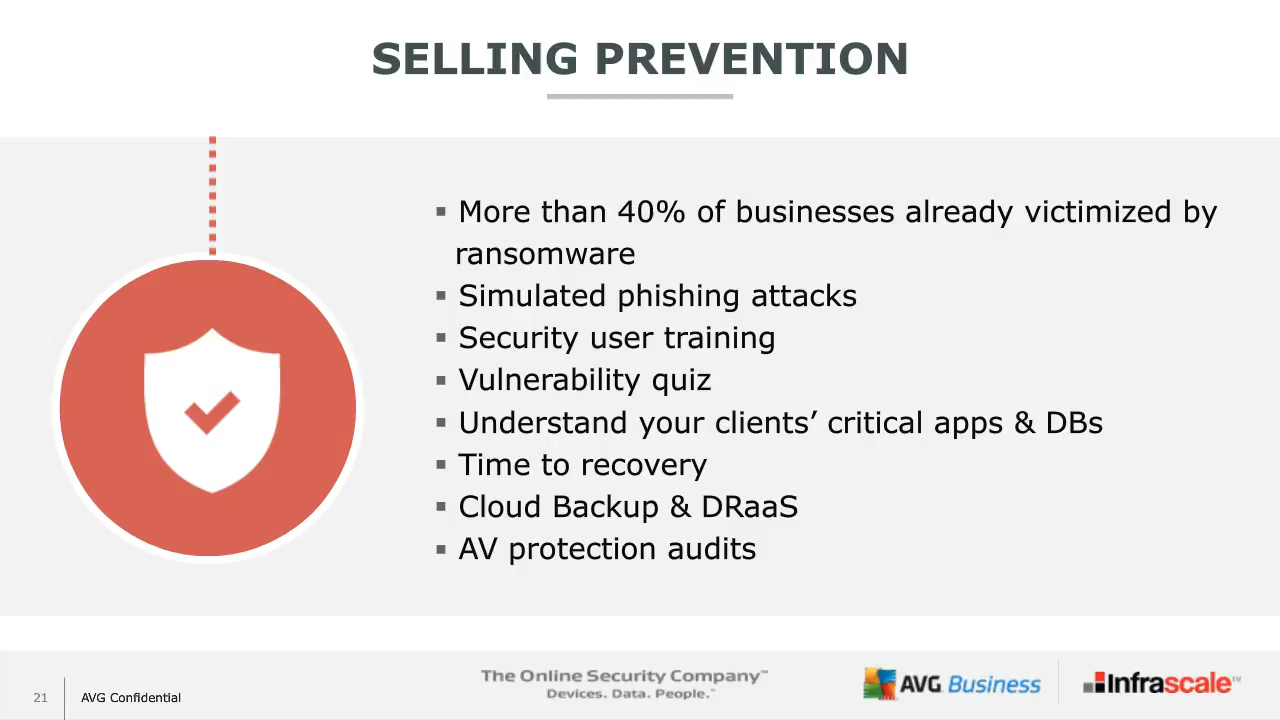 SELLING PREVENTION
▪ More than 40% of businesses already victimized by
ransomware
▪ Simulated phishing attacks
▪ Security user training
▪ Vulnerability quiz
▪ Understand your clients’ critical apps & DBs
▪ Time to recovery
▪ Cloud Backup & DRaaS
▪ AV protection audits
21 AVG Confidential
The Online Security Company™
Devices. Data. People.™
AVG Business
Infrascale™